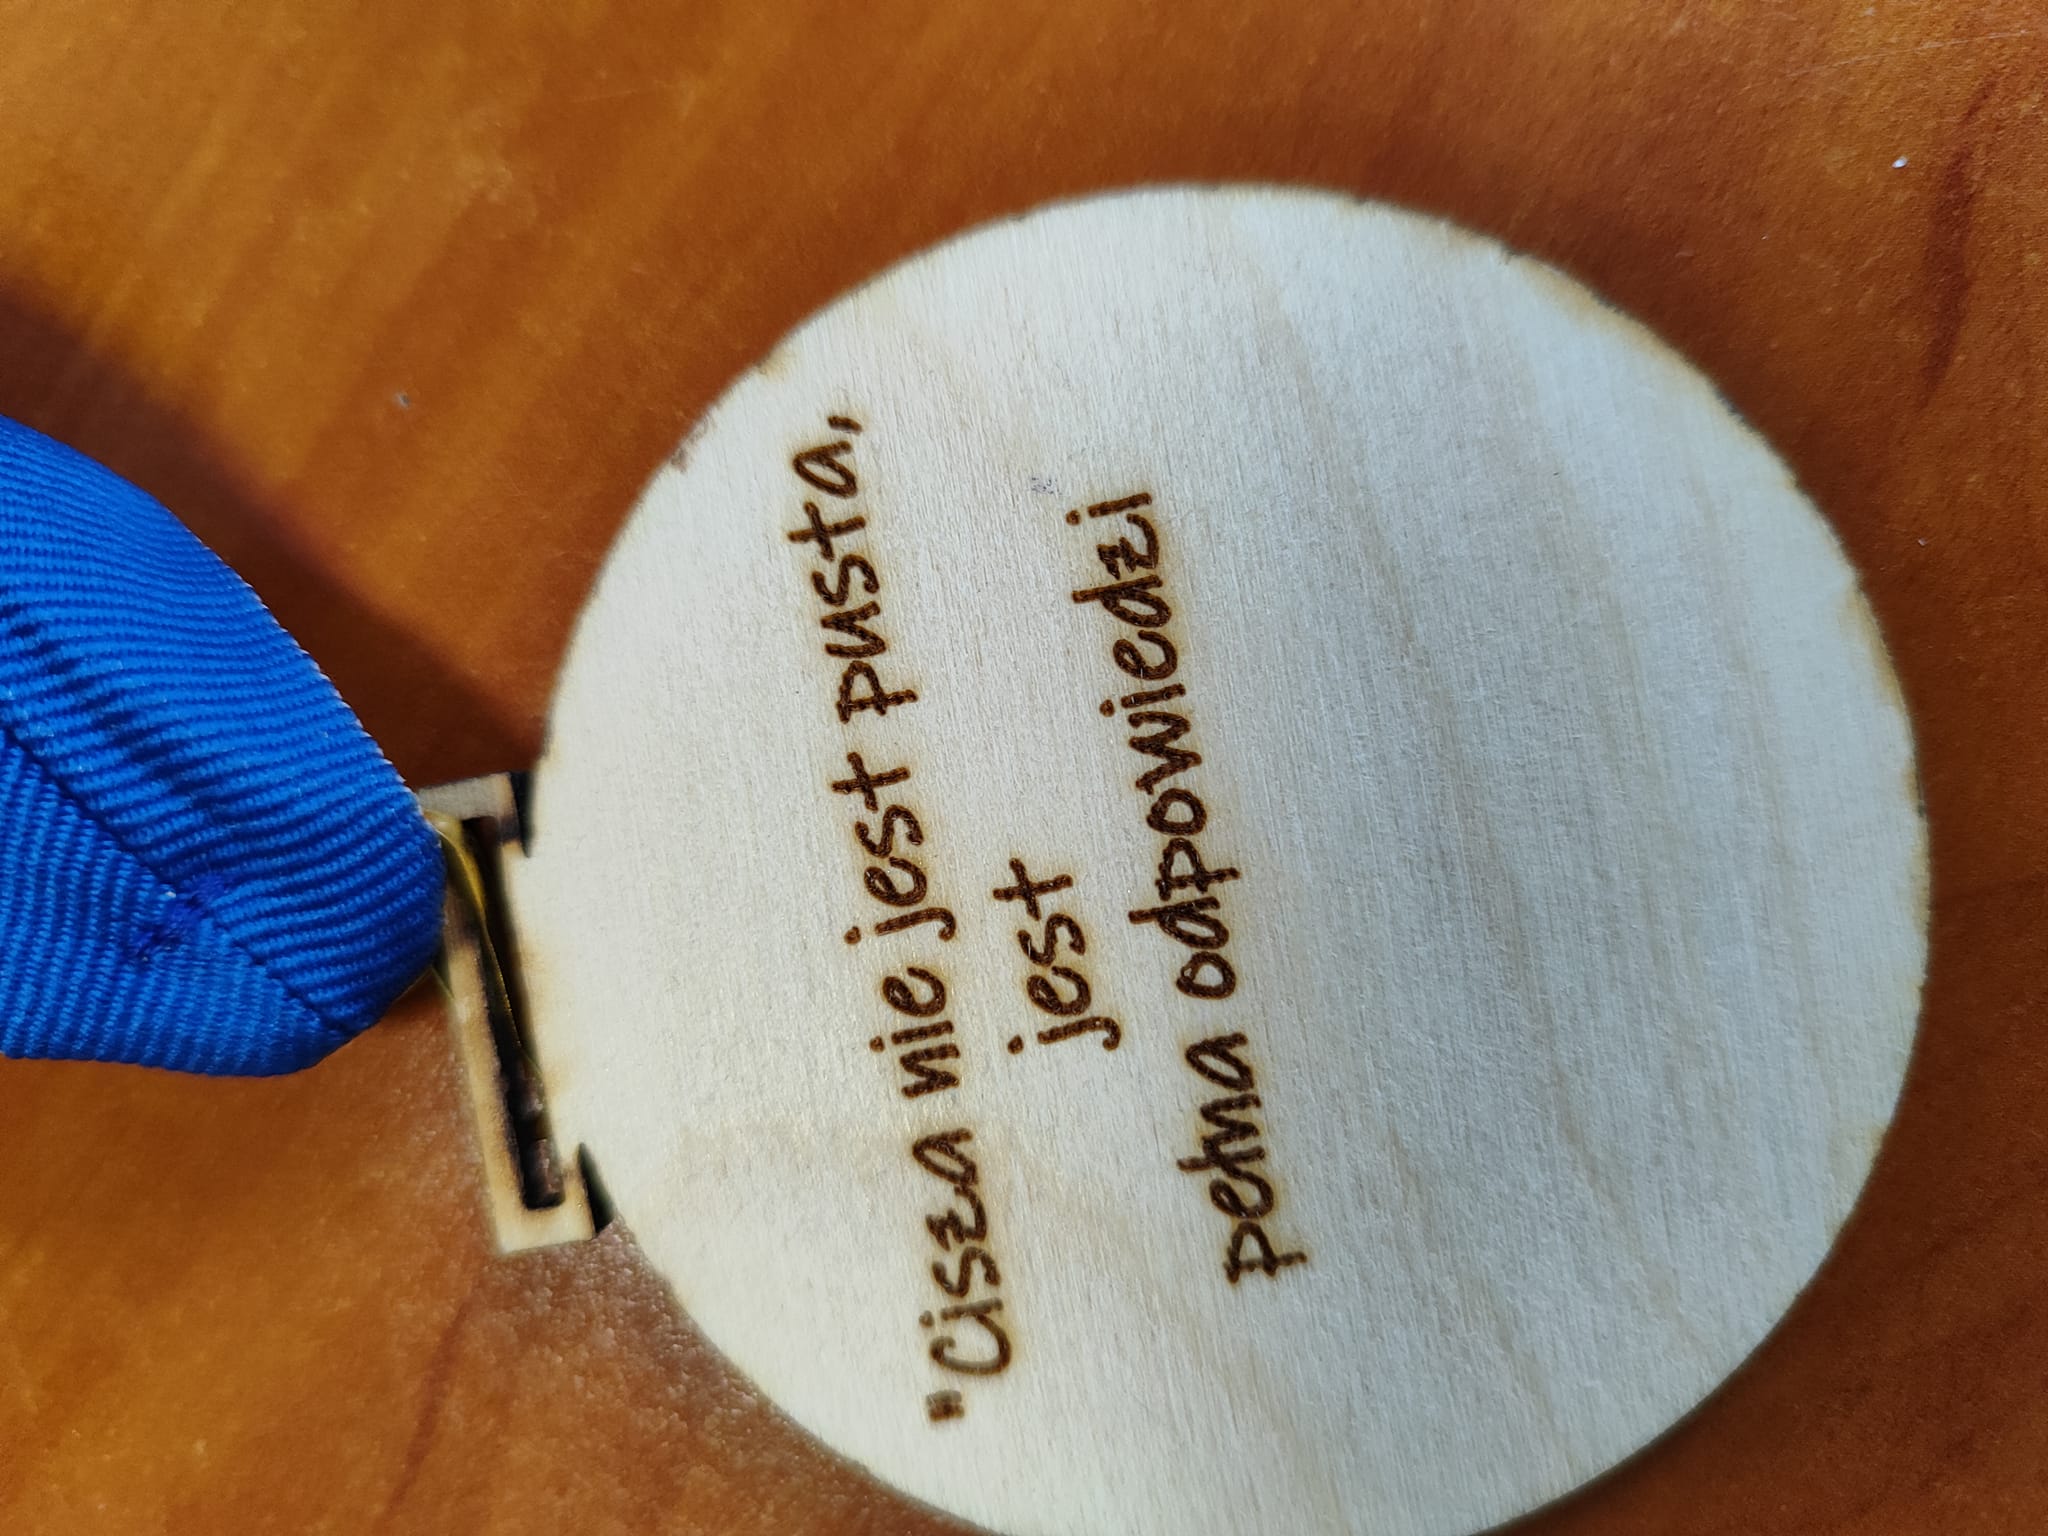 "Cisza nie jest pusta,
jest
pełna odpowiedzi